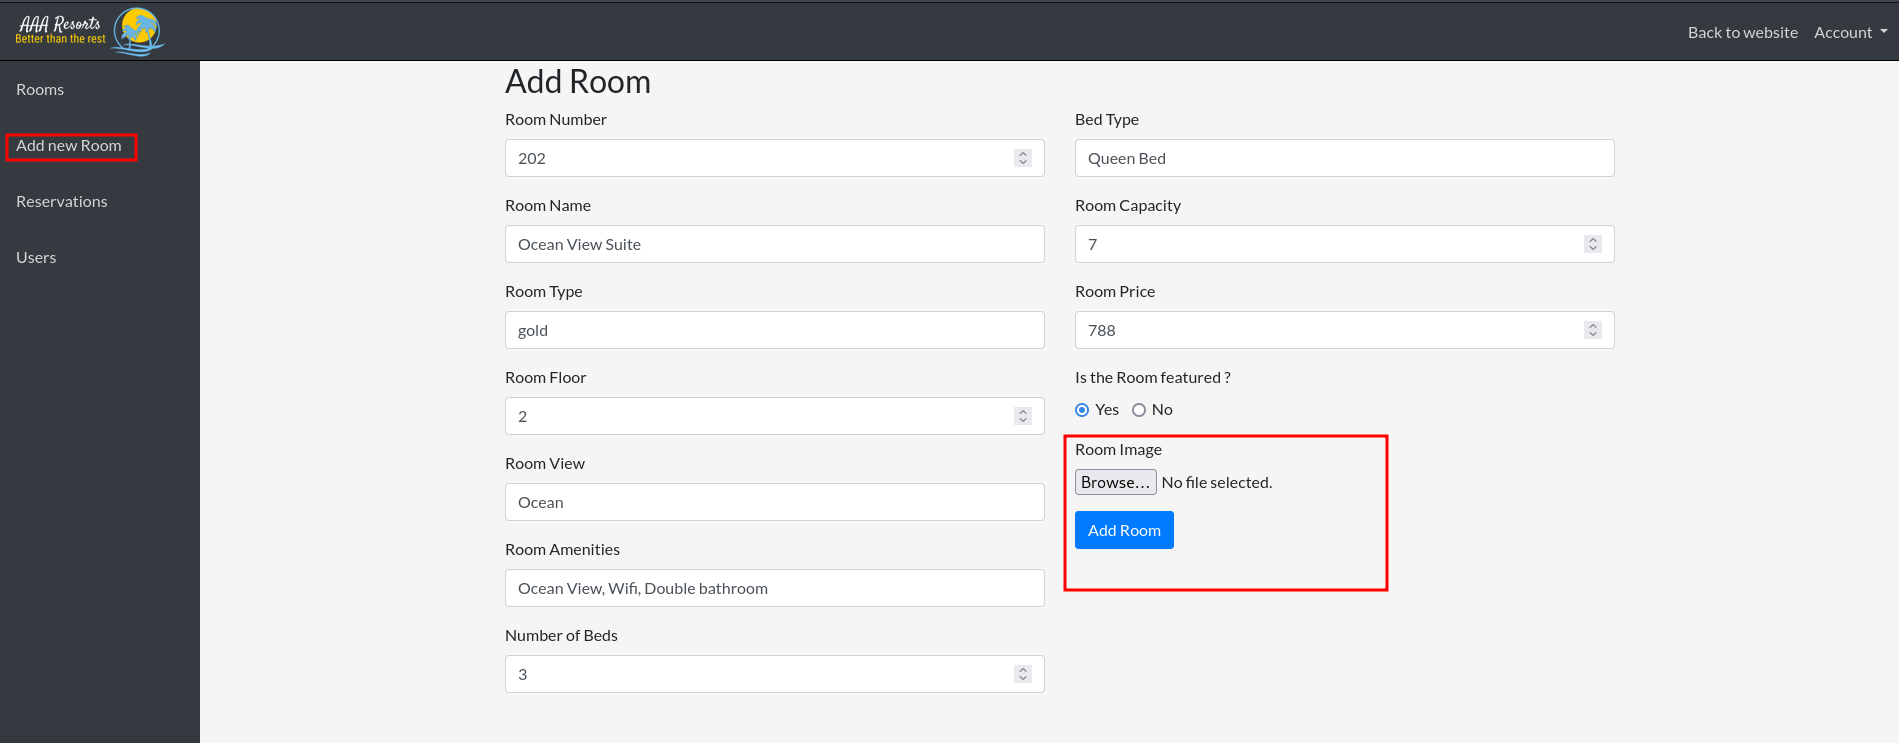 AAA Resorts
Better than the rest
Back to website
Account
Rooms
Add new Room
Reservations
Users
Add Room
Room Number
202
Room Name
Ocean View Suite
Room Type
gold
Room Floor
2
Room View
Ocean
Room Amenities
Ocean View, Wifi, Double bathroom
Number of Beds
3
Bed Type
Queen Bed
Room Capacity
7
Room Price
788
Is the Room featured ?
Yes No
Room Image
Browse... No file selected.
Add Room